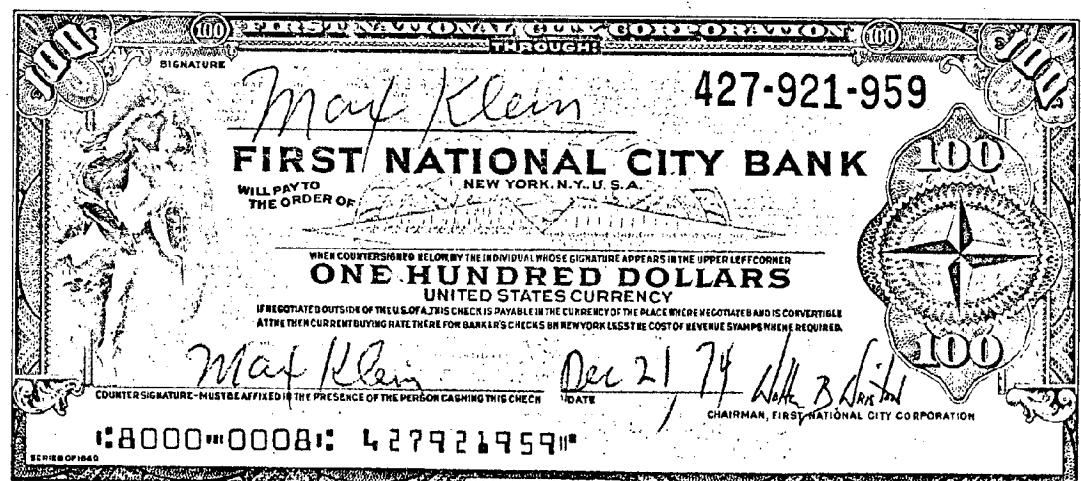 100 100 FIRST NATIONAL CITY CORPORATION 100 100
THROUGH:
SIGNATURE
Max Klein 427-921-959
FIRST NATIONAL CITY BANK 100
NEW YORK, N.Y., U.S.A.
WILL PAY TO
THE ORDER OF
WHEN COUNTERSIGNED BELOW BY THE INDIVIDUAL WHOSE SIGNATURE APPEARS IN THE UPPER LEFT CORNER
ONE HUNDRED DOLLARS
UNITED STATES CURRENCY
IF NEGOTIATED OUTSIDE OF THE U.S. OF A. THIS CHECK IS PAYABLE IN THE CURRENCY OF THE PLACE WHERE NEGOTIATED AND IS CONVERTIBLE
AT THE THEN CURRENT BUYING RATE THERE FOR BANKER'S CHECKS ON NEW YORK LESS THE COST OF REVENUE STAMPS WHERE REQUIRED.
100
Max Klein Dec 21, 74 Walter B Wriston
COUNTERSIGNATURE-MUST BE AFFIXED IN THE PRESENCE OF THE PERSON CASHING THIS CHECK DATE
CHAIRMAN, FIRST NATIONAL CITY CORPORATION
⑆8000⑉0008⑆ 427921959⑈
SERIES OF